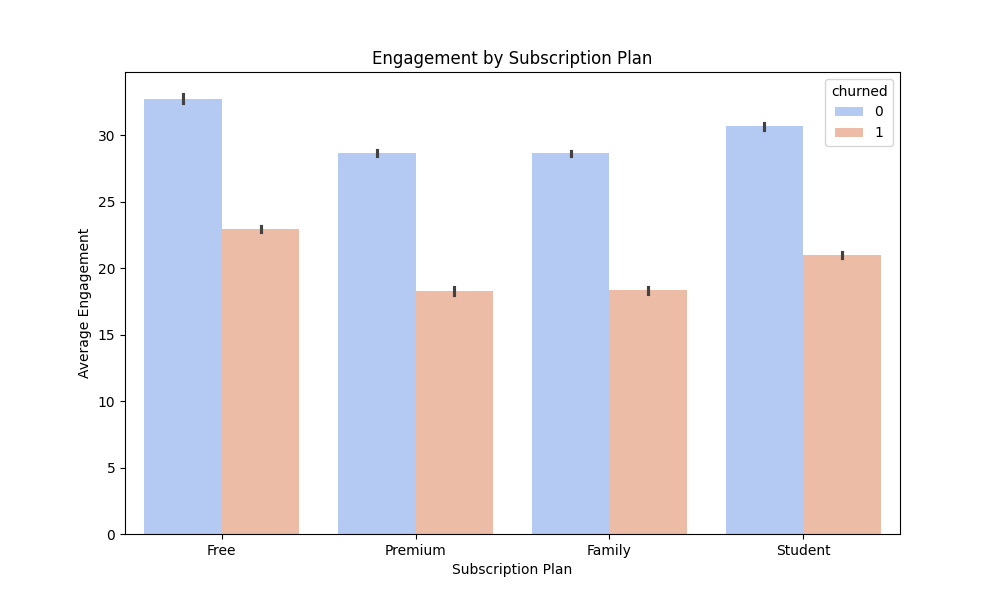 Engagement by Subscription Plan
churned
0
1
Average Engagement
30
25
20
15
10
5
0
Free Premium Family Student
Subscription Plan